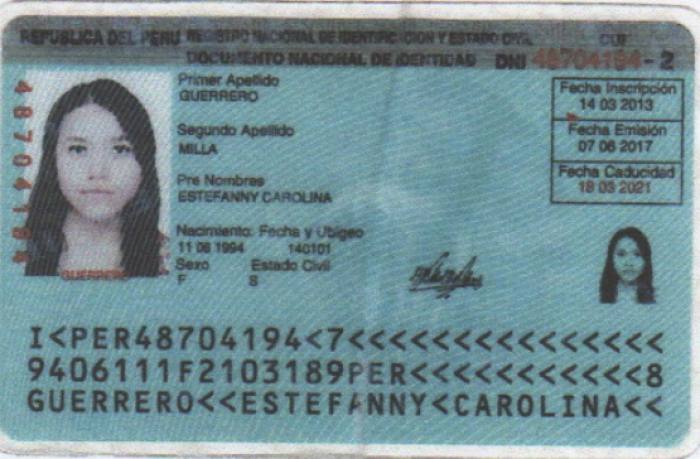 REPUBLICA DEL PERU REGISTRO NACIONAL DE IDENTIFICACION Y ESTADO CIVIL
CUI
DOCUMENTO NACIONAL DE IDENTIDAD DNI 48704194 - 2
48704194
Primer Apellido
GUERRERO
Segundo Apellido
MILLA
Pre Nombres
ESTEFANNY CAROLINA
Nacimiento: Fecha y Ubigeo
11 06 1994 140101
Sexo Estado Civil
F S
GUERRERO
Fecha Inscripción
14 03 2013
Fecha Emisión
07 06 2017
Fecha Caducidad
18 03 2021
I<PER48704194<7<<<<<<<<<<<<<<<
9406111F2103189PER<<<<<<<<<<<8
GUERRERO<<ESTEFANNY<CAROLINA<<